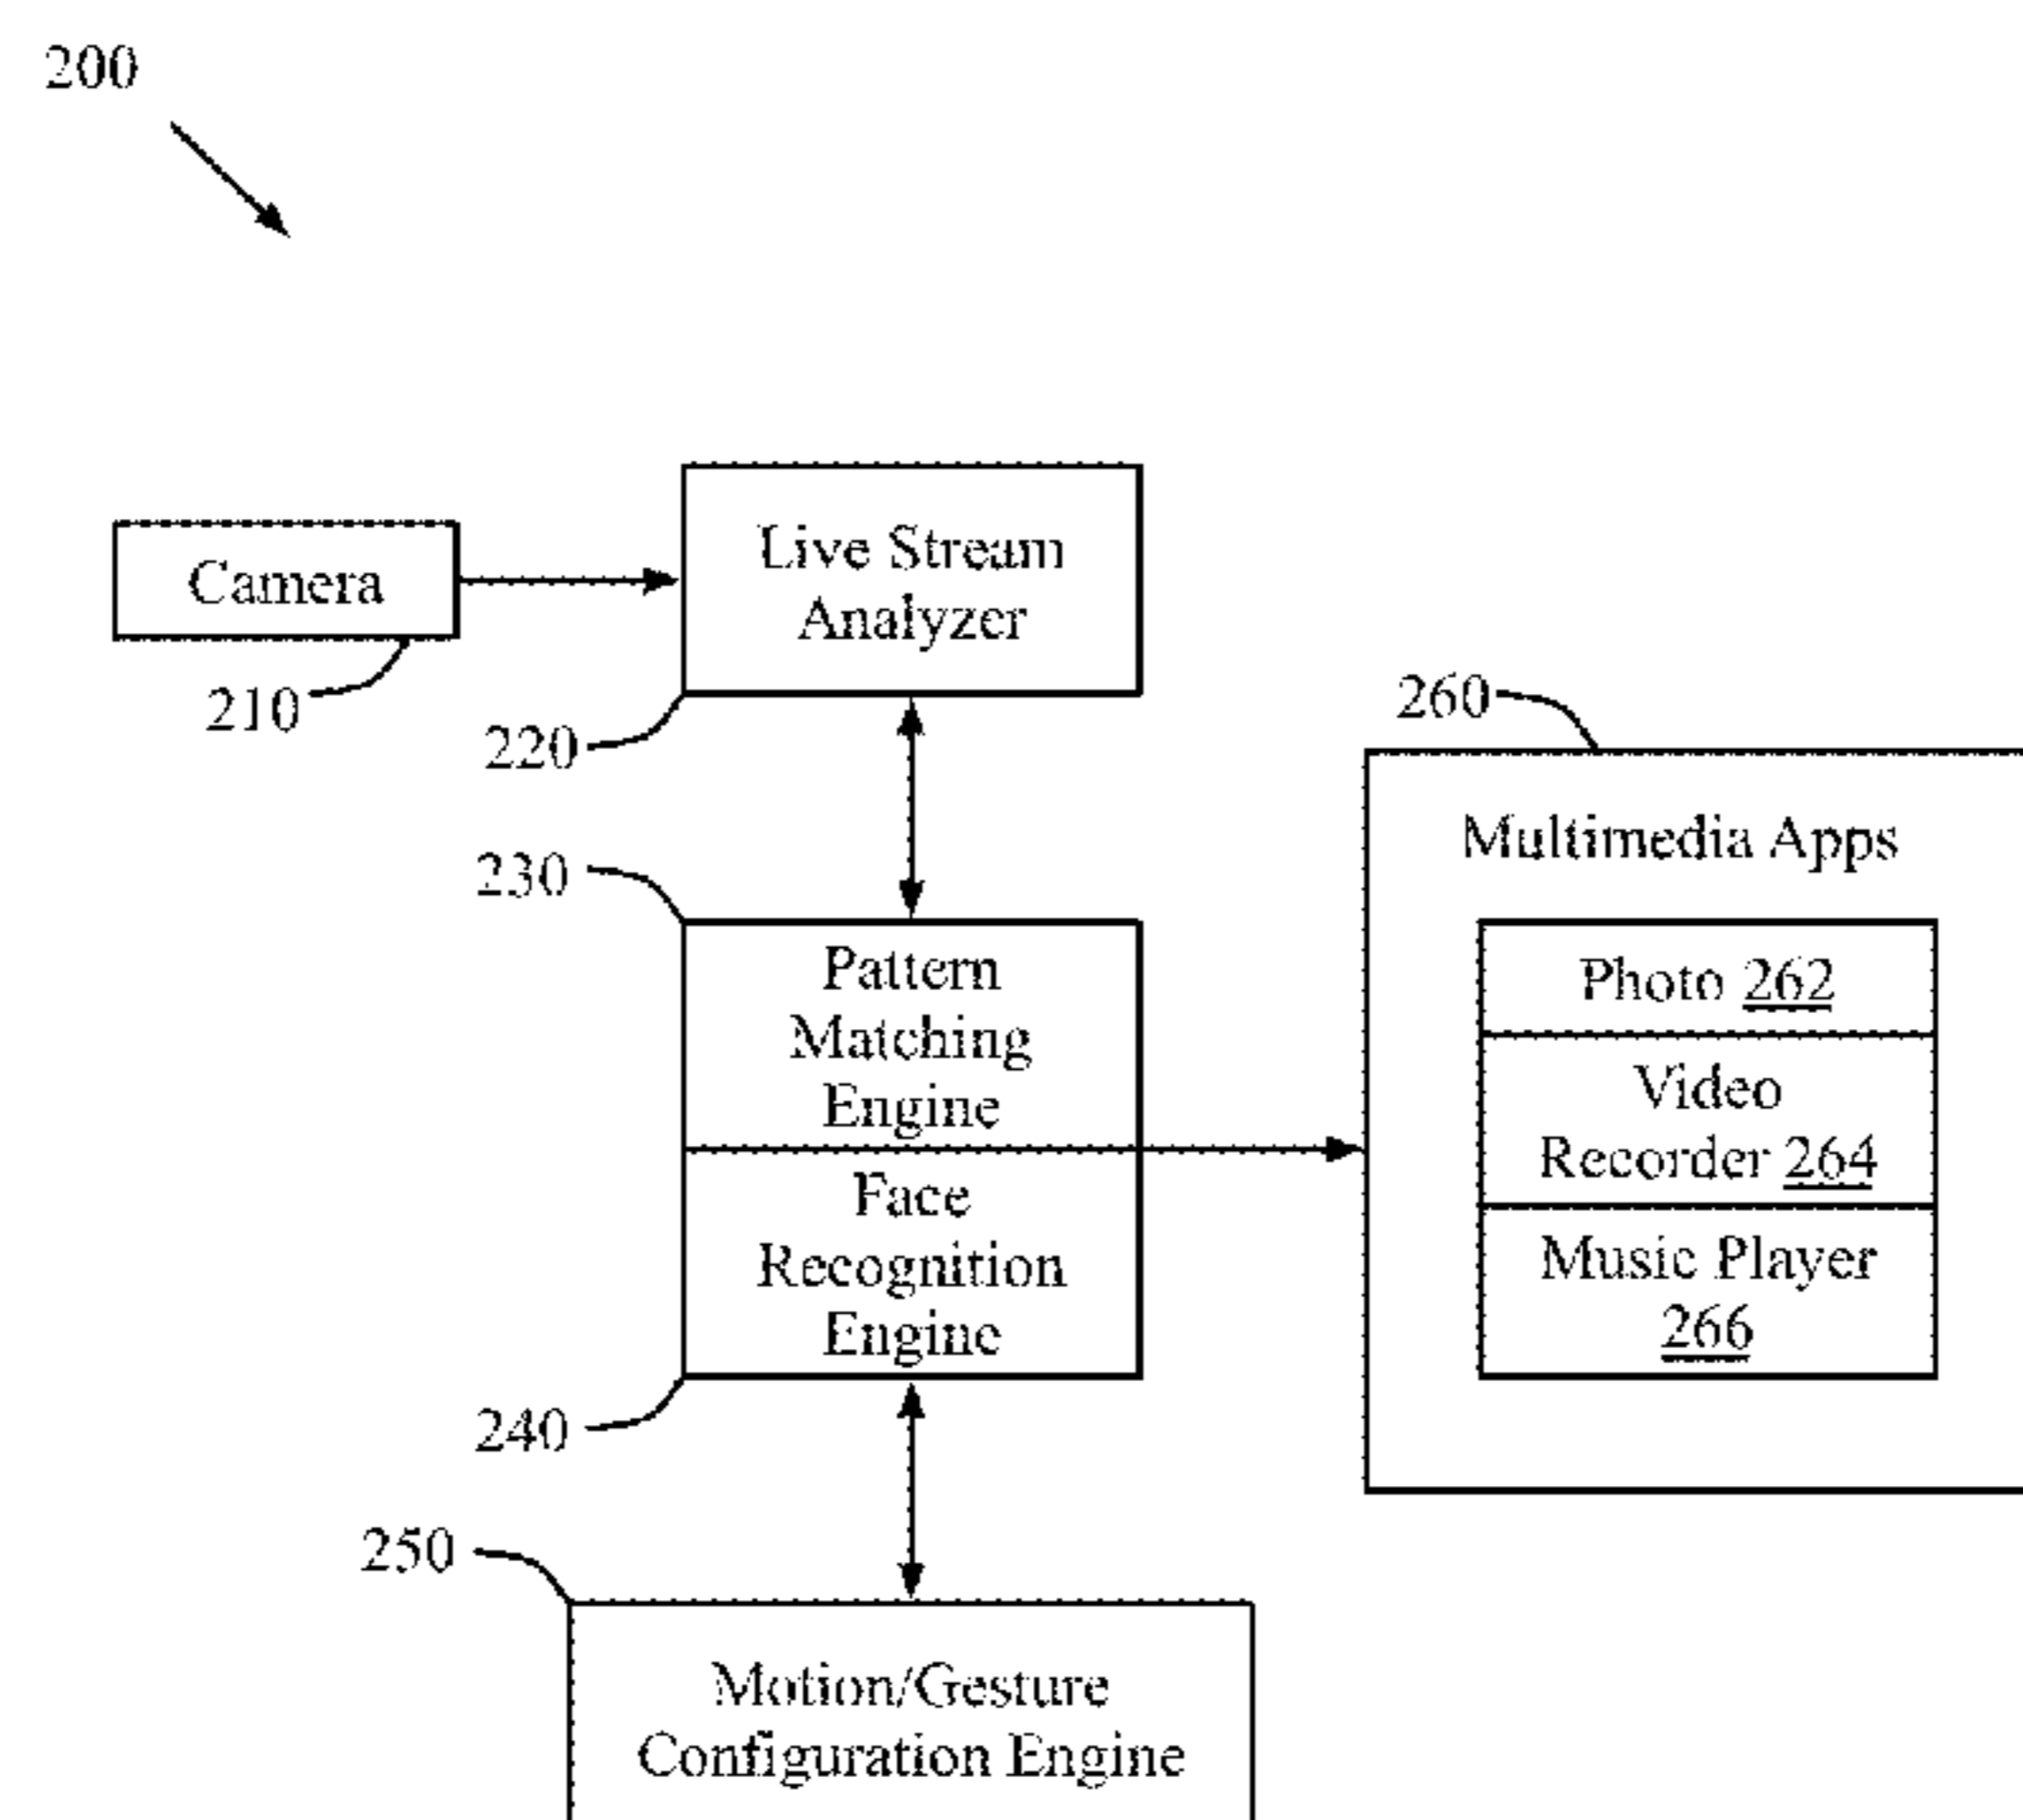 200
Live Stream
Analyzer
Camera
210
220
260
Multimedia Apps
230
Pattern
Matching
Engine
Photo 262
Video
Recorder 264
Face
Recognition
Engine
Music Player
266
240
250
Motion/Gesture
Configuration Engine